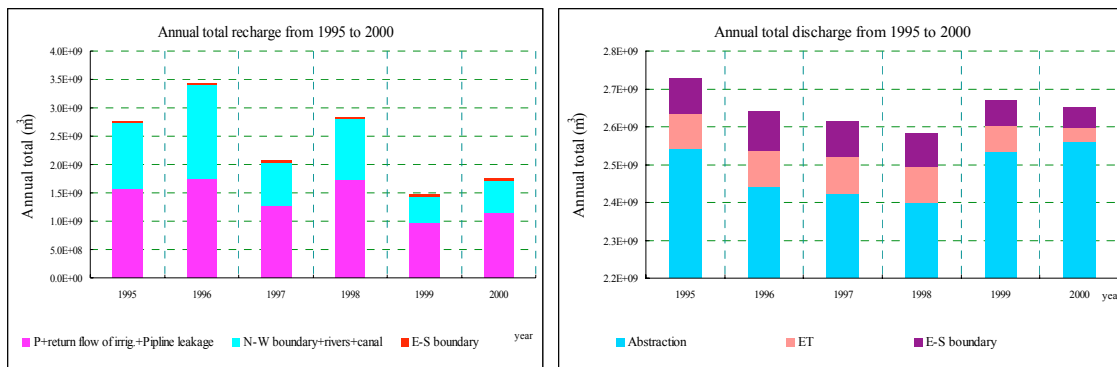 Annual total recharge from 1995 to 2000
Annual total (m³)
4.0E+09
3.5E+09
3.0E+09
2.5E+09
2.0E+09
1.5E+09
1.0E+09
5.0E+08
0.0E+00
1995 1996 1997 1998 1999 2000
year
P+return flow of irrig.+Pipline leakage N-W boundary+rivers+canal E-S boundary
Annual total discharge from 1995 to 2000
Annual total (m³)
2.8E+09
2.7E+09
2.6E+09
2.5E+09
2.4E+09
2.3E+09
2.2E+09
1995 1996 1997 1998 1999 2000
year
Abstraction ET E-S boundary